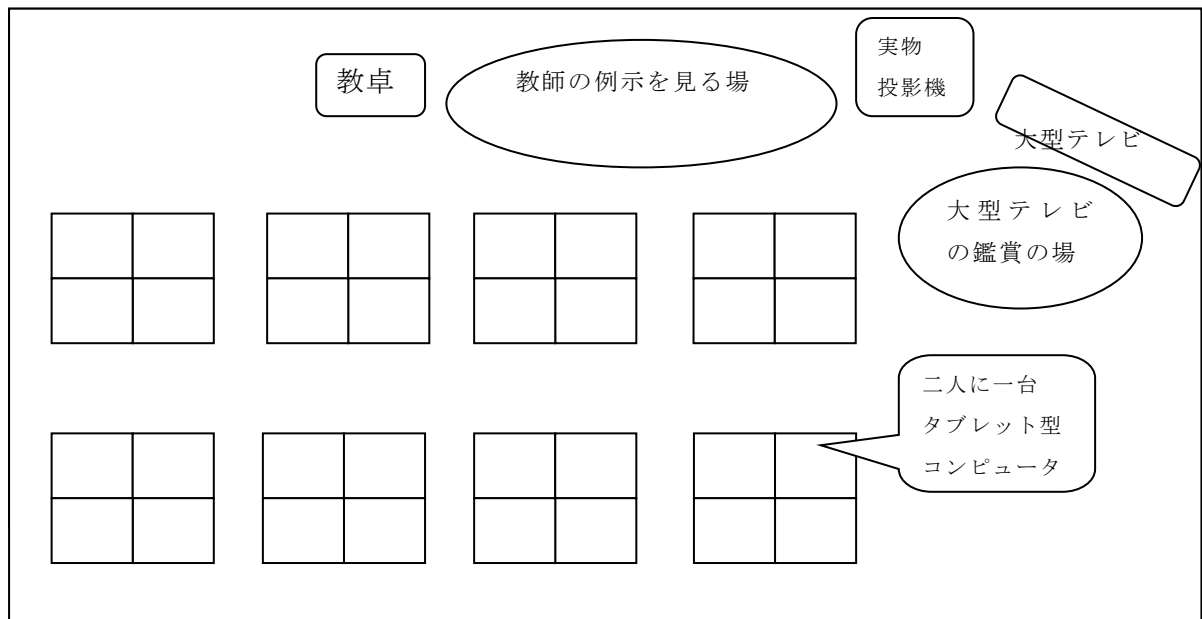 教卓
教師の例示を見る場
実物
投影機
大型テレビ
大型テレビ
の鑑賞の場
二人に一台
タブレット型
コンピュータ